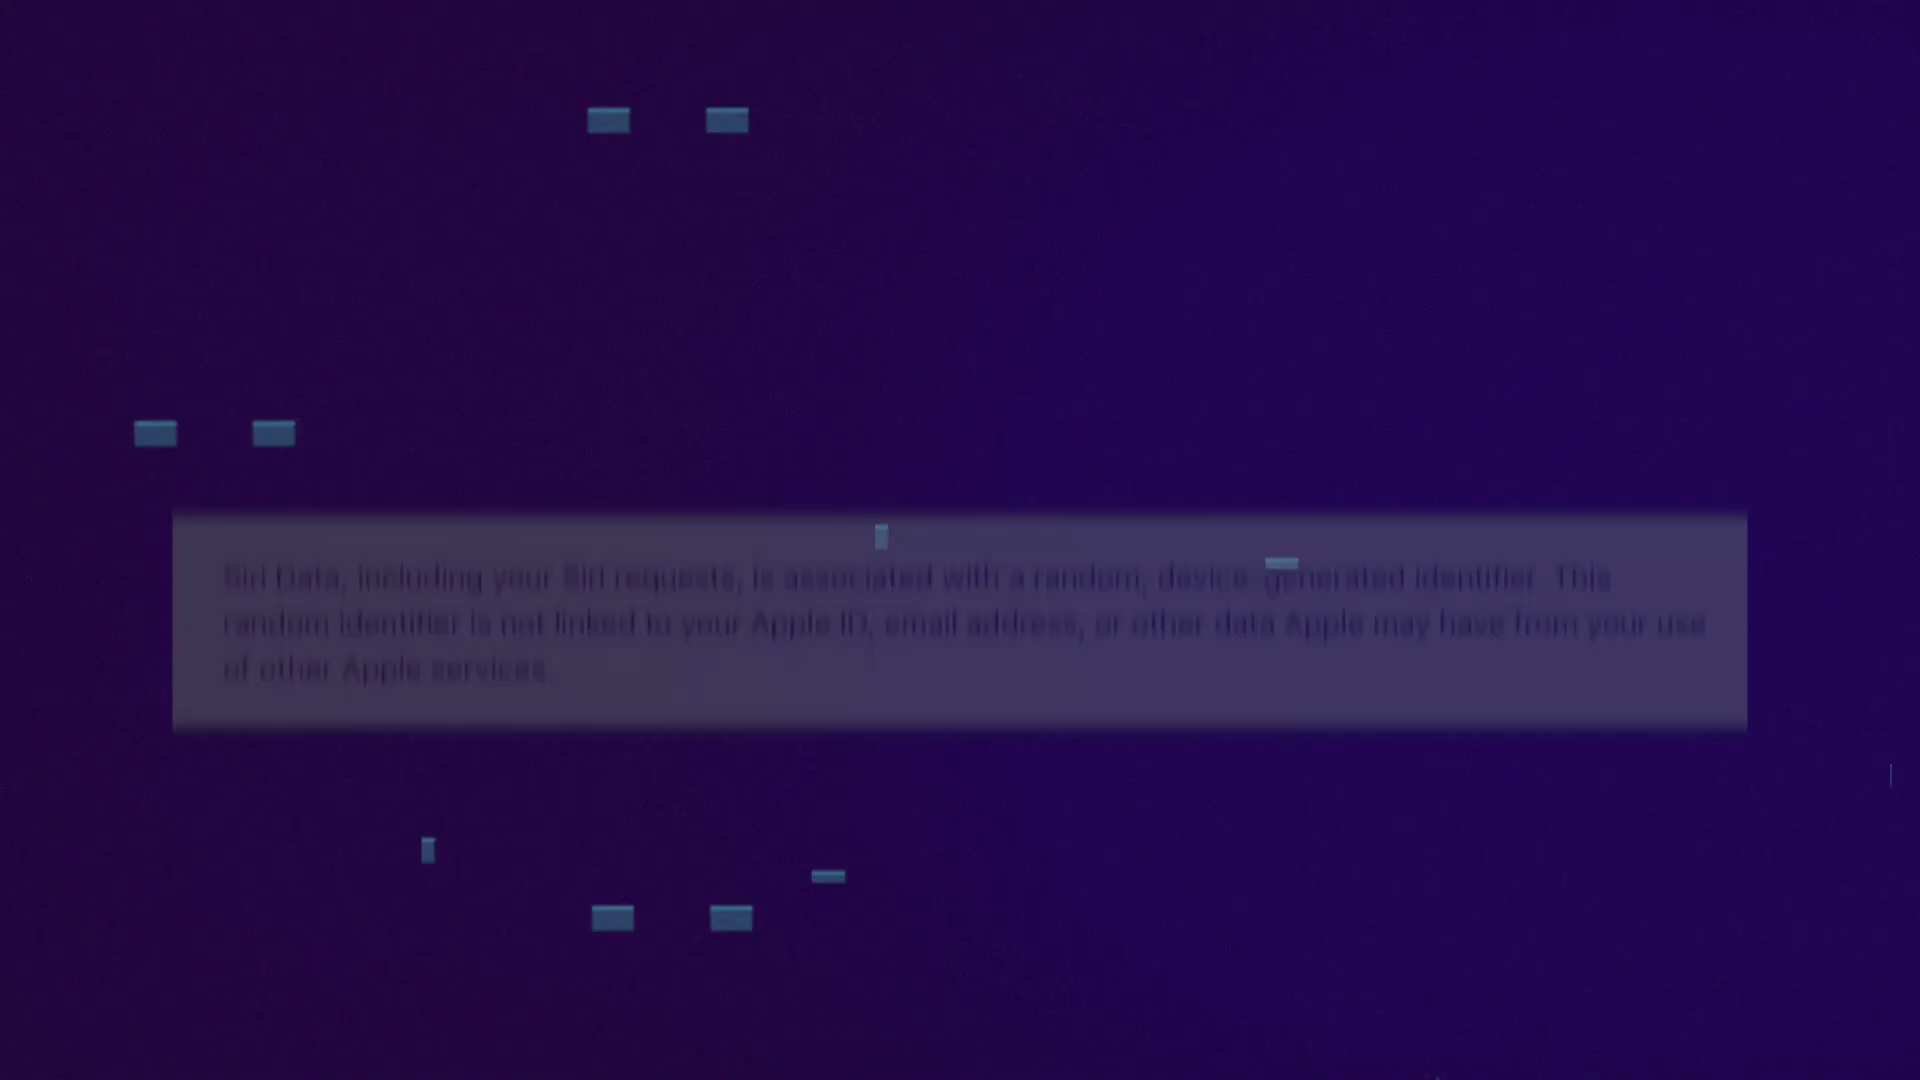 Siri Data, including your Siri requests, is associated with a random, device-generated identifier. This
random identifier is not linked to your Apple ID, email address, or other data Apple may have from your use
of other Apple services.